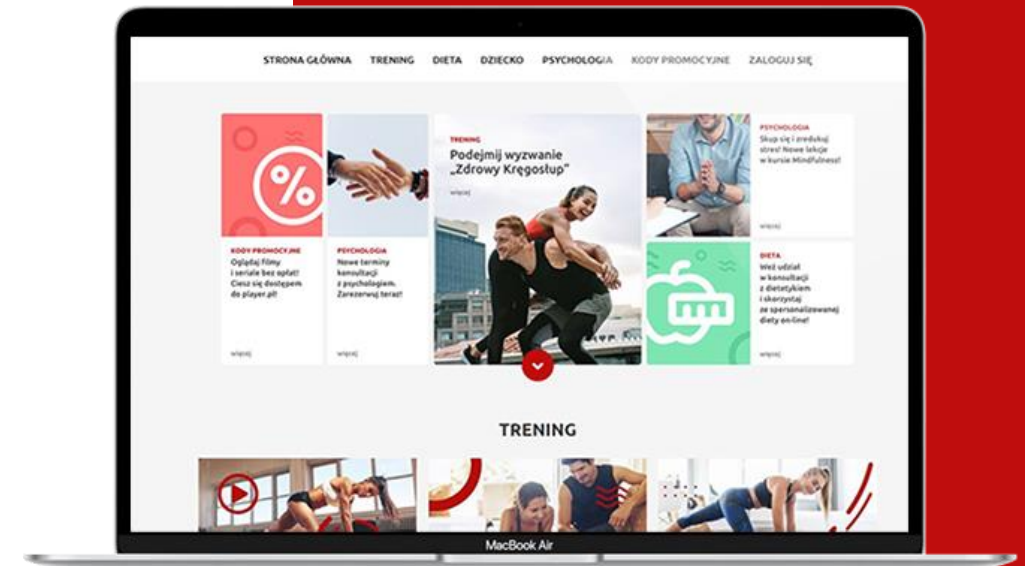 STRONA GŁÓWNA TRENING DIETA DZIECKO PSYCHOLOGIA KODY PROMOCYJNE ZALOGUJ SIĘ
%
KODY PROMOCYJNE
Oglądaj filmy
i seriale bez opłat!
Ciesz się dostępem
do player.pl!
więcej
PSYCHOLOGIA
Nowe terminy
konsultacji
z psychologiem.
Zarezerwuj teraz!
więcej
TRENING
Podejmij wyzwanie
„Zdrowy Kręgosłup”
więcej
PSYCHOLOGIA
Skup się i zredukuj
stres! Nowe lekcje
w kursie Mindfulness!
więcej
DIETA
Weź udział
w konsultacji
z dietetykiem
i skorzystaj
ze spersonalizowanej
diety on-line!
więcej
TRENING
MacBook Air